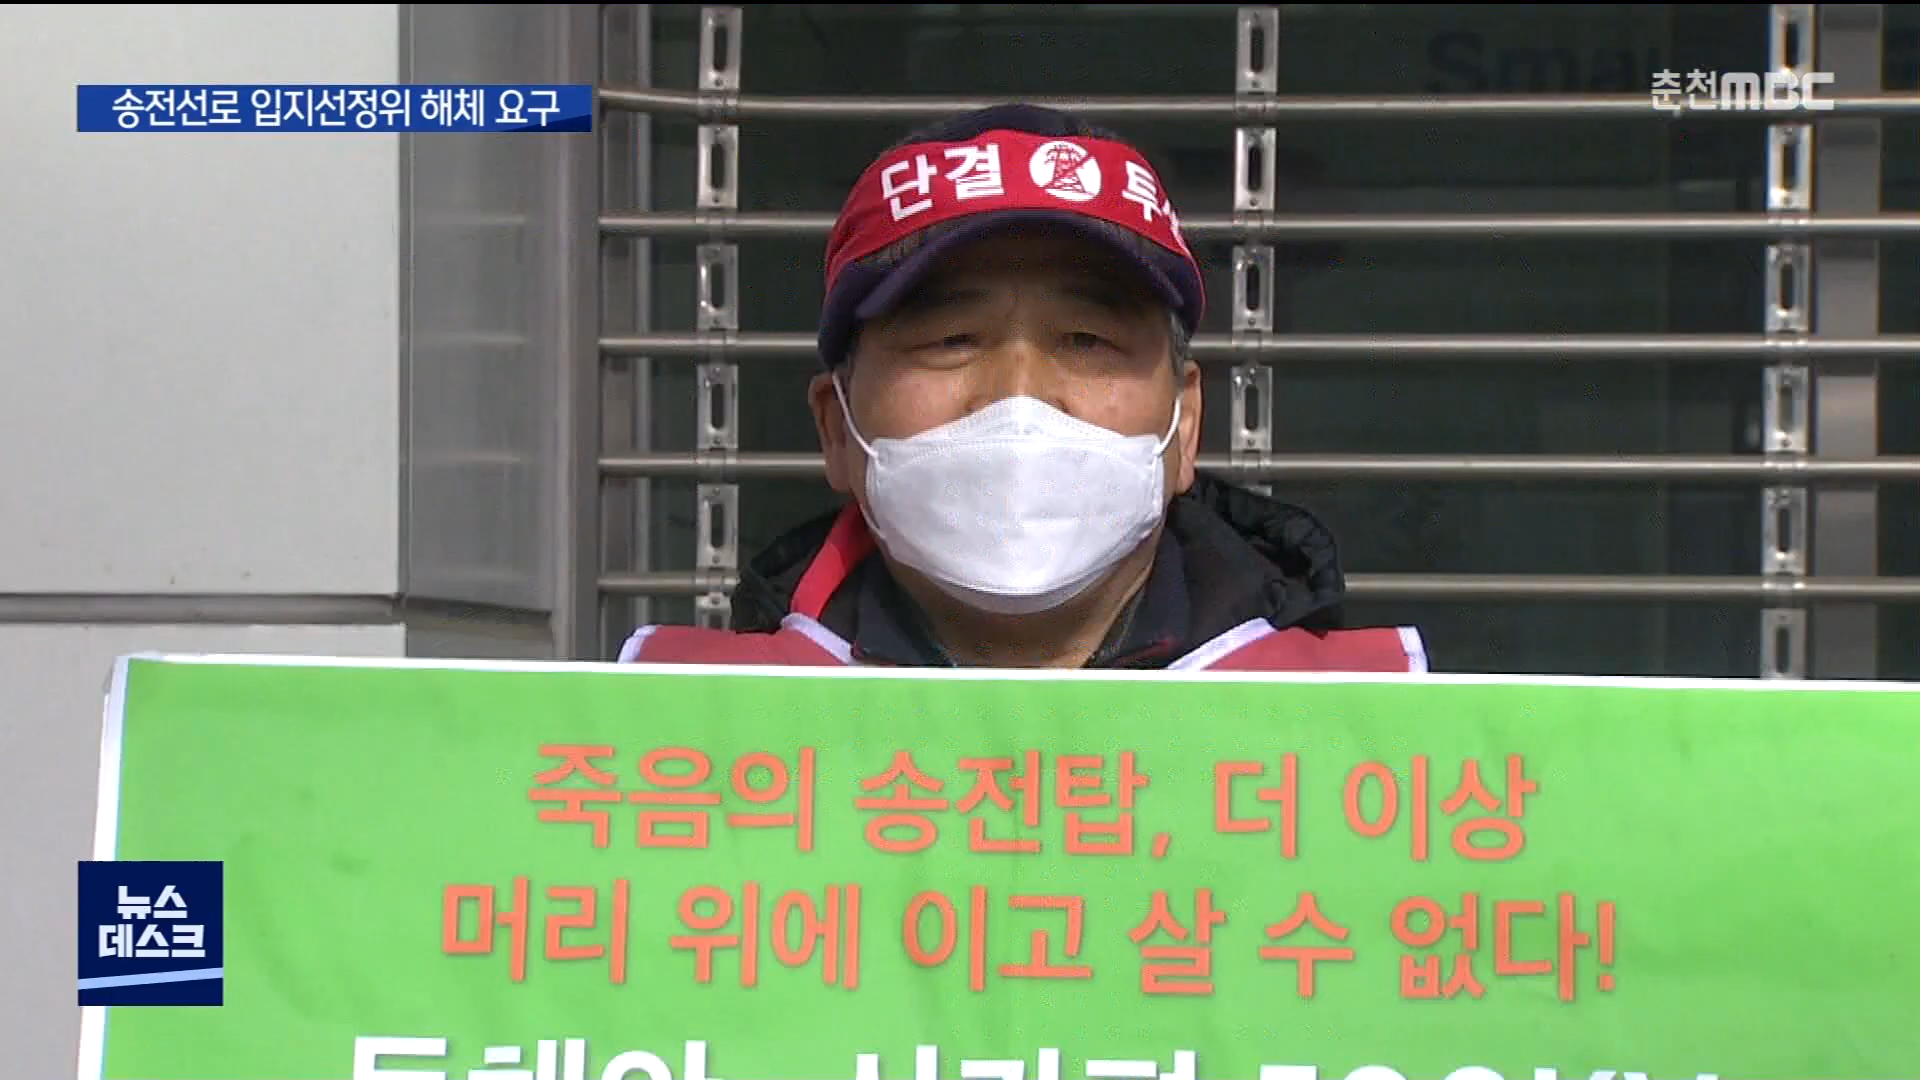 송전선로 입지선정위 해체 요구
춘천MBC
단결
죽음의 송전탑, 더 이상
머리 위에 이고 살 수 없다!
뉴스
데스크